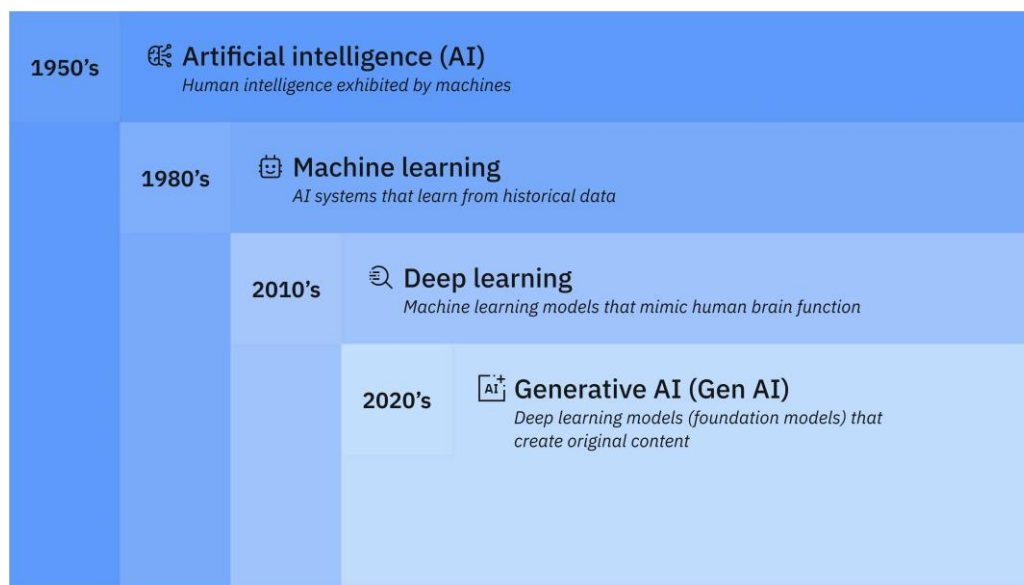 1950’s
Artificial intelligence (AI)
Human intelligence exhibited by machines
1980’s
Machine learning
AI systems that learn from historical data
2010’s
Deep learning
Machine learning models that mimic human brain function
2020’s
AI
Generative AI (Gen AI)
Deep learning models (foundation models) that
create original content